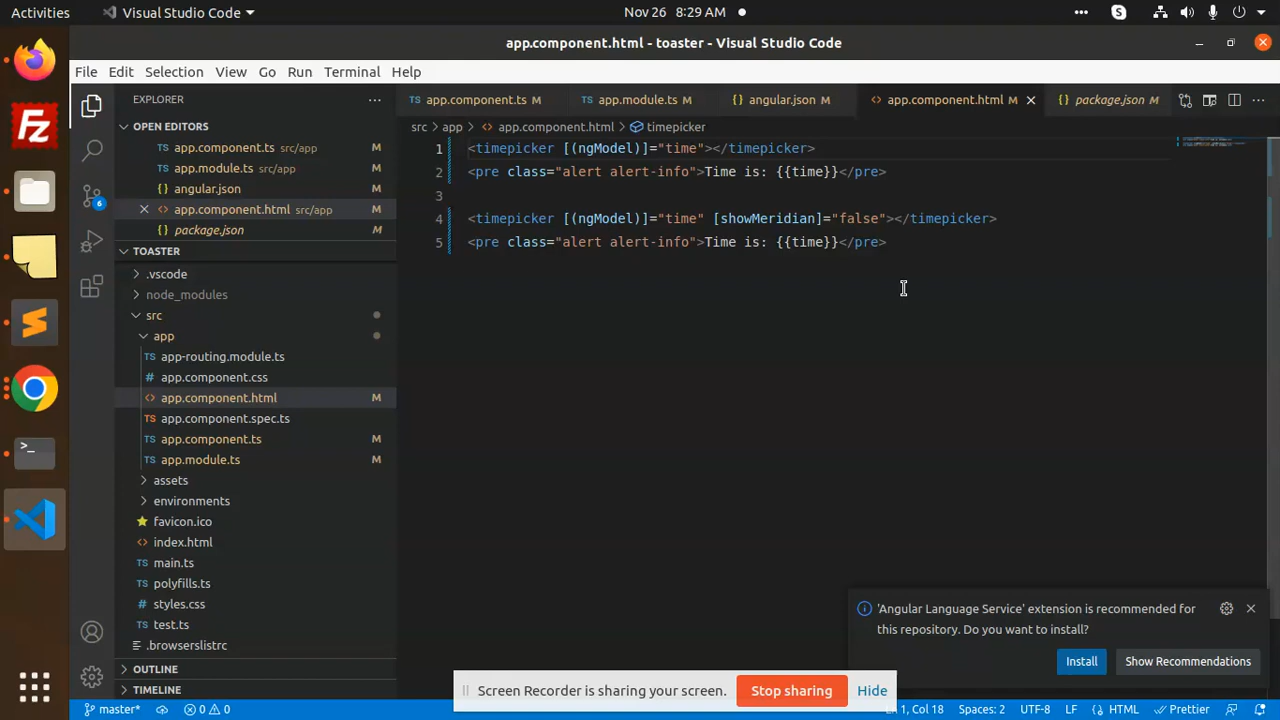 Activities
Visual Studio Code
Nov 26 8:29 AM
app.component.html - toaster - Visual Studio Code
File Edit Selection View Go Run Terminal Help
EXPLORER
app.component.ts M
app.module.ts M
angular.json M
app.component.html M
package.json M
src > app > app.component.html > timepicker
OPEN EDITORS
app.component.ts src/app M
app.module.ts src/app M
angular.json M
app.component.html src/app M
package.json M
TOASTER
.vscode
node_modules
src
app
app-routing.module.ts
app.component.css
app.component.html M
app.component.spec.ts
app.component.ts M
app.module.ts M
assets
environments
favicon.ico
index.html
main.ts
polyfills.ts
styles.css
test.ts
.browserslistrc
OUTLINE
TIMELINE
1 <timepicker [(ngModel)]="time"></timepicker>
2 <pre class="alert alert-info">Time is: {{time}}</pre>
3
4 <timepicker [(ngModel)]="time" [showMeridian]="false"></timepicker>
5 <pre class="alert alert-info">Time is: {{time}}</pre>
'Angular Language Service' extension is recommended for
this repository. Do you want to install?
Install
Show Recommendations
Screen Recorder is sharing your screen.
Stop sharing
Hide
6
master*
0 0
Ln 1, Col 18
Spaces: 2
UTF-8
LF
HTML
Prettier